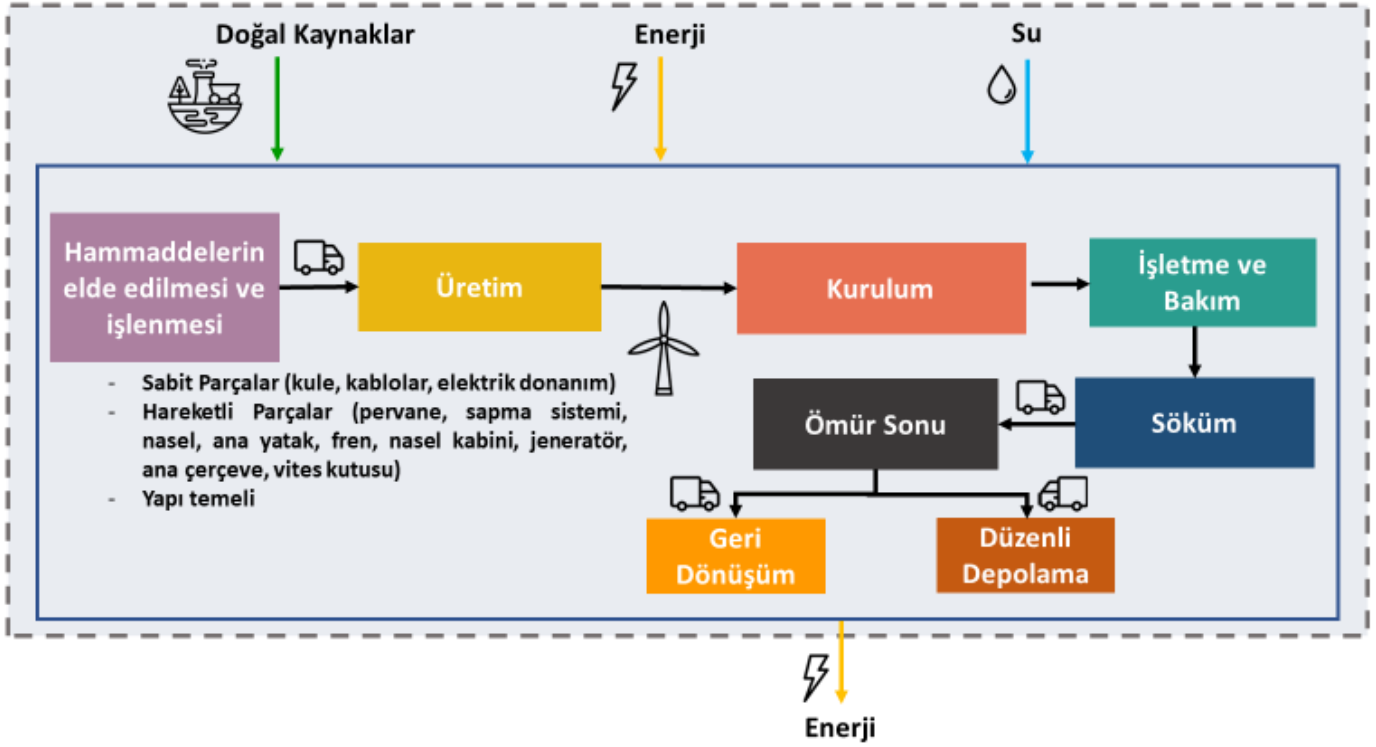 Doğal Kaynaklar
Enerji
Su
Hammaddelerin
elde edilmesi ve
işlenmesi
Üretim
Kurulum
İşletme ve
Bakım
- Sabit Parçalar (kule, kablolar, elektrik donanım)
- Hareketli Parçalar (pervane, sapma sistemi,
nasel, ana yatak, fren, nasel kabini, jeneratör,
ana çerçeve, vites kutusu)
- Yapı temeli
Ömür Sonu
Söküm
Geri
Dönüşüm
Düzenli
Depolama
Enerji